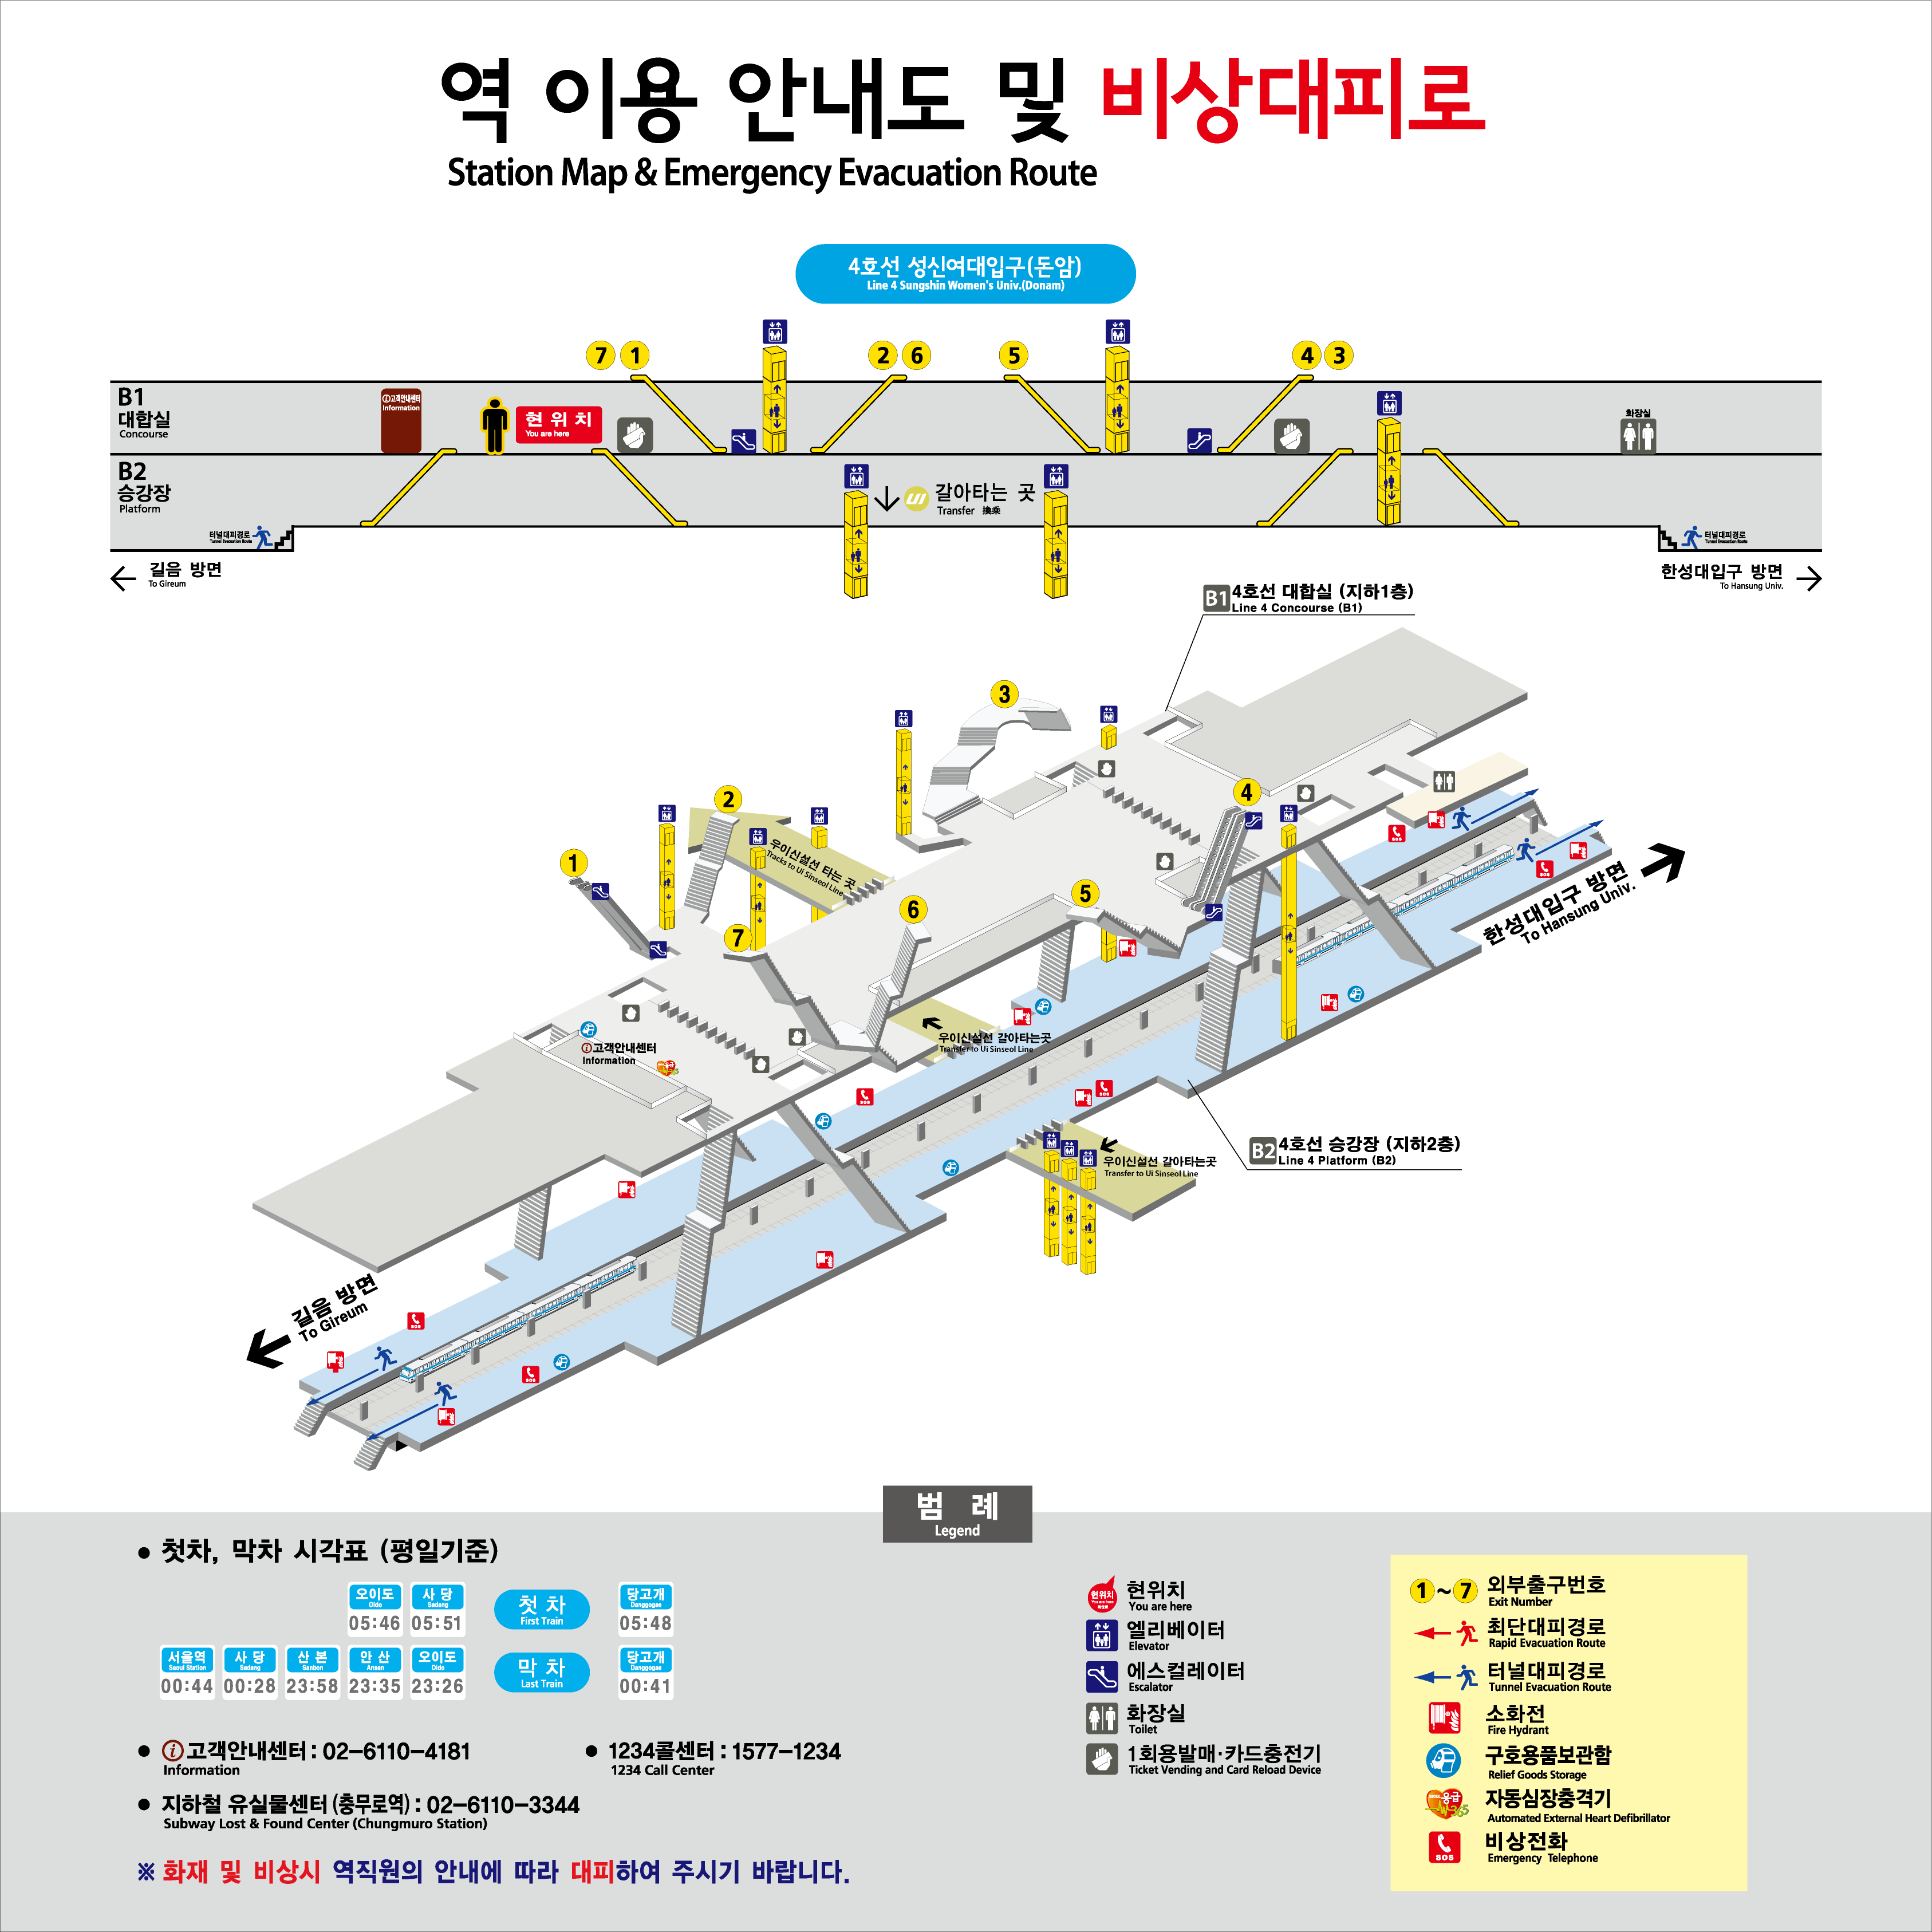 역 이용 안내도 및 비상대피로
Station Map & Emergency Evacuation Route
4호선 성신여대입구(돈암)
Line 4 Sungshin Women's Univ.(Donam)
7 1
2 6
5
4 3
B1
대합실
Concourse
고객안내센터
Information
현 위 치
You are here
화장실
B2
승강장
Platform
갈아타는 곳
Transfer 換乘
터널대피경로
Tunnel Evacuation Route
터널대피경로
Tunnel Evacuation Route
길음 방면
To Gireum
한성대입구 방면
To Hansung Univ.
B1 4호선 대합실 (지하1층)
Line 4 Concourse (B1)
3
2
4
1
우이신설선 타는 곳
Tracks to Ui Sinseol Line
5
6
7
한성대입구 방면
To Hansung Univ.
고객안내센터
Information
우이신설선 갈아타는곳
Transfer to Ui Sinseol Line
B2 4호선 승강장 (지하2층)
Line 4 Platform (B2)
우이신설선 갈아타는곳
Transfer to Ui Sinseol Line
길음 방면
To Gireum
범 례
Legend
● 첫차, 막차 시각표 (평일기준)
오이도 사 당 첫 차 당고개
Oido Sadang First Train Danggogae
05:46 05:51 05:48
서울역 사 당 산 본 안 산 오이도 막 차 당고개
Seoul Station Sadang Sanbon Ansan Oido Last Train Danggogae
00:44 00:28 23:58 23:35 23:26 00:41
● 고객안내센터 : 02-6110-4181
Information
● 1234콜센터 : 1577-1234
1234 Call Center
● 지하철 유실물센터 (충무로역) : 02-6110-3344
Subway Lost & Found Center (Chungmuro Station)
※ 화재 및 비상시 역직원의 안내에 따라 대피하여 주시기 바랍니다.
현위치
You are here
엘리베이터
Elevator
에스컬레이터
Escalator
화장실
Toilet
1회용발매·카드충전기
Ticket Vending and Card Reload Device
1~7 외부출구번호
Exit Number
최단대피경로
Rapid Evacuation Route
터널대피경로
Tunnel Evacuation Route
소화전
Fire Hydrant
구호용품보관함
Relief Goods Storage
자동심장충격기
Automated External Heart Defibrillator
비상전화
Emergency Telephone
SOS